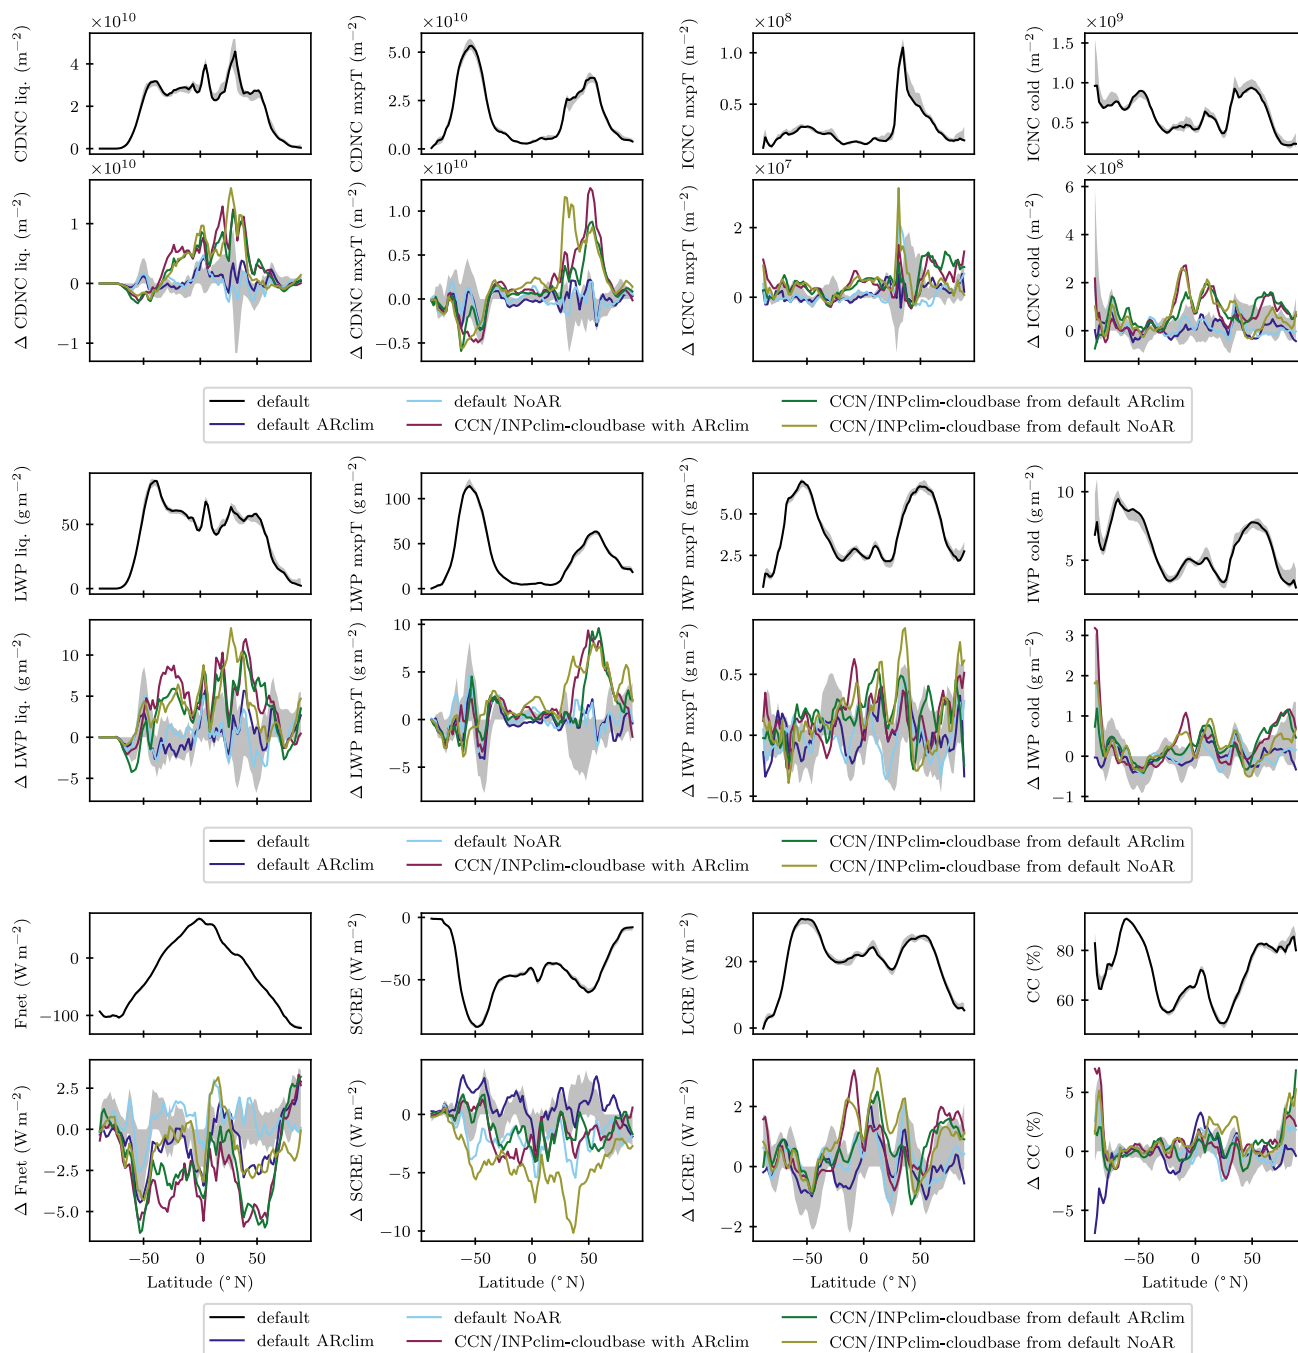 ×10¹⁰ ×10¹⁰ ×10⁸ ×10⁹
CDNC liq. (m⁻²)
4
2
0
CDNC mxpT (m⁻²)
5.0
2.5
0.0
ICNC mxpT (m⁻²)
1.0
0.5
ICNC cold (m⁻²)
1.5
1.0
0.5
×10¹⁰ ×10¹⁰ ×10⁷ ×10⁸
Δ CDNC liq. (m⁻²)
1
0
−1
Δ CDNC mxpT (m⁻²)
1.0
0.5
0.0
−0.5
Δ ICNC mxpT (m⁻²)
2
0
Δ ICNC cold (m⁻²)
6
4
2
0
default default NoAR CCN/INPclim-cloudbase from default ARclim
default ARclim CCN/INPclim-cloudbase with ARclim CCN/INPclim-cloudbase from default NoAR
LWP liq. (g m⁻²)
50
0
LWP mxpT (g m⁻²)
100
50
0
IWP mxpT (g m⁻²)
5.0
2.5
IWP cold (g m⁻²)
10
5
Δ LWP liq. (g m⁻²)
10
5
0
−5
Δ LWP mxpT (g m⁻²)
10
5
0
−5
Δ IWP mxpT (g m⁻²)
0.5
0.0
−0.5
Δ IWP cold (g m⁻²)
3
2
1
0
−1
default default NoAR CCN/INPclim-cloudbase from default ARclim
default ARclim CCN/INPclim-cloudbase with ARclim CCN/INPclim-cloudbase from default NoAR
Fnet (W m⁻²)
0
−100
SCRE (W m⁻²)
0
−50
LCRE (W m⁻²)
20
0
CC (%)
80
60
Δ Fnet (W m⁻²)
2.5
0.0
−2.5
−5.0
Δ SCRE (W m⁻²)
0
−5
−10
Δ LCRE (W m⁻²)
2
0
−2
Δ CC (%)
5
0
−5
−50 0 50 −50 0 50 −50 0 50 −50 0 50
Latitude (°N) Latitude (°N) Latitude (°N) Latitude (°N)
default default NoAR CCN/INPclim-cloudbase from default ARclim
default ARclim CCN/INPclim-cloudbase with ARclim CCN/INPclim-cloudbase from default NoAR